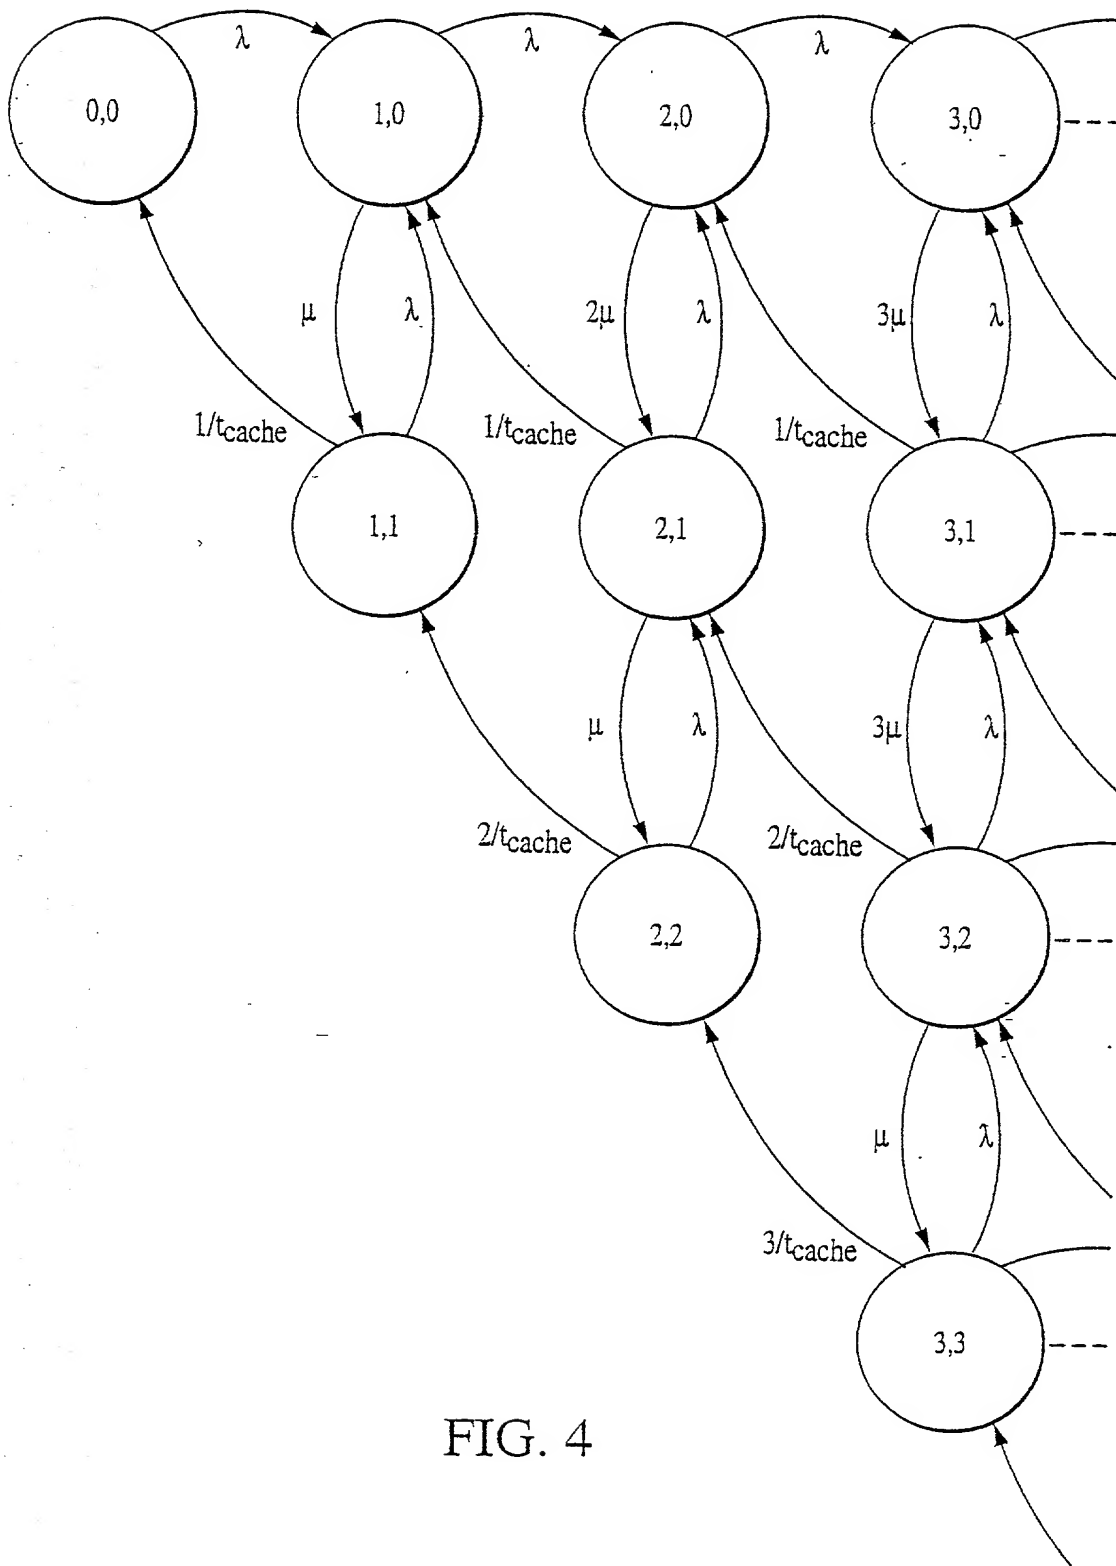 λ λ λ
0,0 1,0 2,0 3,0
μ λ 2μ λ 3μ λ
1/tcache 1/tcache 1/tcache
1,1 2,1 3,1
μ λ 3μ λ
2/tcache 2/tcache
2,2 3,2
μ λ
3/tcache
3,3
FIG. 4